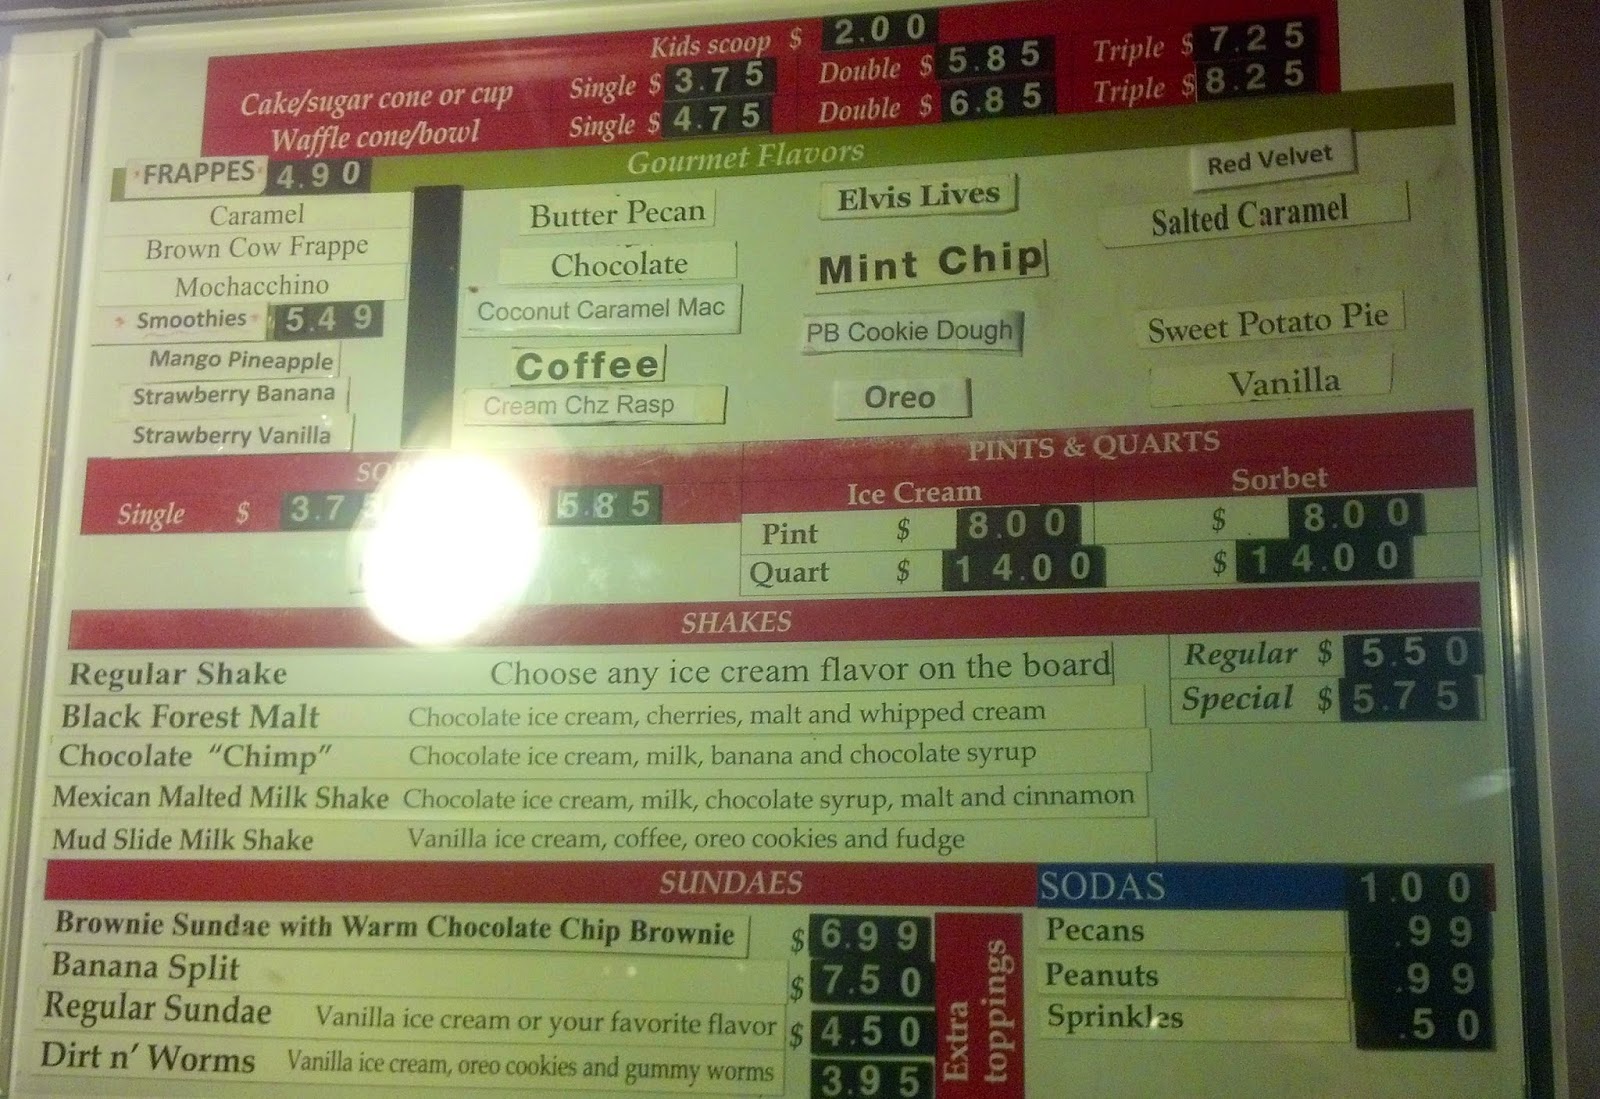 Kids scoop $ 2.00
Cake/sugar cone or cup Single $ 3.75 Double $ 5.85 Triple $ 7.25
Waffle cone/bowl Single $ 4.75 Double $ 6.85 Triple $ 8.25
Gourmet Flavors
FRAPPES 4.90
Caramel
Brown Cow Frappe
Mochacchino
Smoothies 5.49
Mango Pineapple
Strawberry Banana
Strawberry Vanilla
Butter Pecan
Chocolate
Coconut Caramel Mac
Coffee
Cream Chz Rasp
Elvis Lives
Mint Chip
PB Cookie Dough
Oreo
Red Velvet
Salted Caramel
Sweet Potato Pie
Vanilla
Single $ 3.75 5.85
PINTS & QUARTS
Ice Cream Sorbet
Pint $ 8.00 $ 8.00
Quart $ 14.00 $ 14.00
SHAKES
Regular Shake Choose any ice cream flavor on the board
Black Forest Malt Chocolate ice cream, cherries, malt and whipped cream
Chocolate "Chimp" Chocolate ice cream, milk, banana and chocolate syrup
Mexican Malted Milk Shake Chocolate ice cream, milk, chocolate syrup, malt and cinnamon
Mud Slide Milk Shake Vanilla ice cream, coffee, oreo cookies and fudge
Regular $ 5.50
Special $ 5.75
SUNDAES
Brownie Sundae with Warm Chocolate Chip Brownie $ 6.99
Banana Split $ 7.50
Regular Sundae Vanilla ice cream or your favorite flavor $ 4.50
Dirt n' Worms Vanilla ice cream, oreo cookies and gummy worms 3.95
SODAS 1.00
Extra toppings
Pecans .99
Peanuts .99
Sprinkles .50